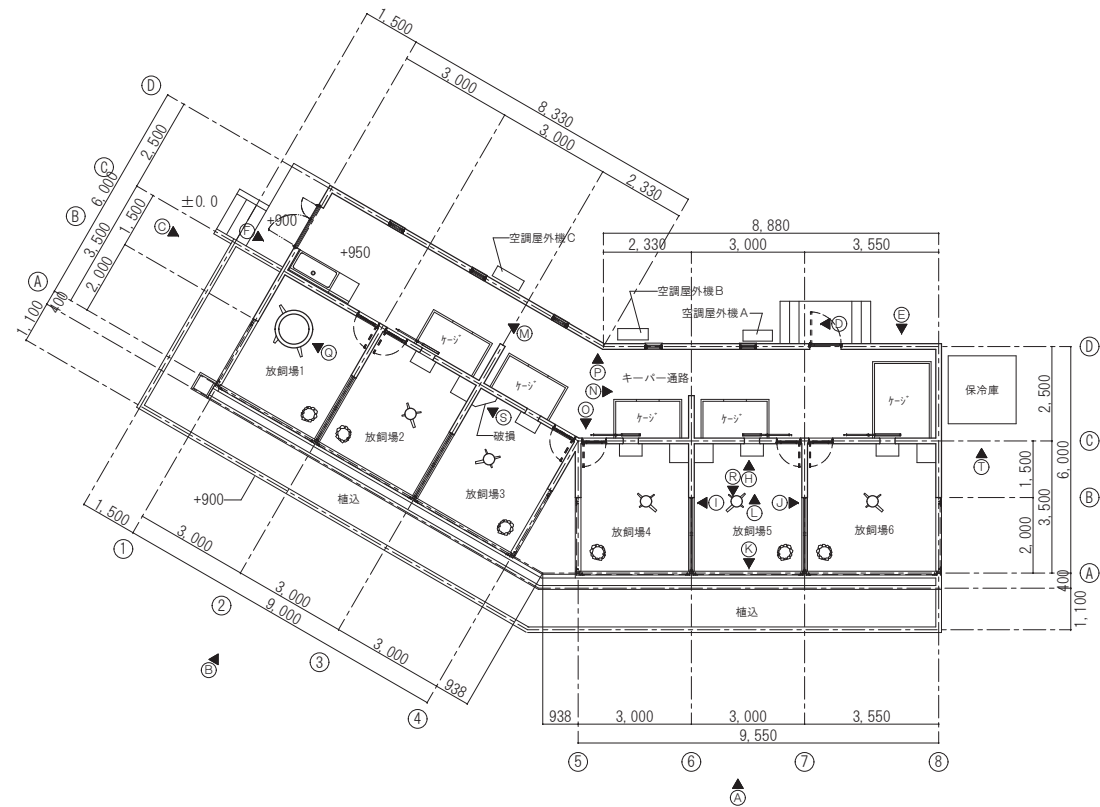 1,500
3,000
8,330
3,000
2,330
D
2,500
C
6,000
B
3,500
1,500
2,000
A
1,100
400
±0.0
C
F
+900
+950
空調屋外機C
空調屋外機B
空調屋外機A
8,880
2,330
3,000
3,550
D
E
M
P
N
O
キーパー通路
ケージ
ケージ
ケージ
ケージ
ケージ
保冷庫
T
D
C
B
A
2,500
6,000
1,500
3,500
2,000
400
1,100
Q
放飼場1
放飼場2
S
破損
放飼場3
放飼場4
H
R
I
L
J
放飼場5
K
放飼場6
植込
植込
+900
1,500
3,000
3,000
9,000
3,000
938
1
2
3
4
B
938
3,000
3,000
3,550
9,550
5
6
7
8
A